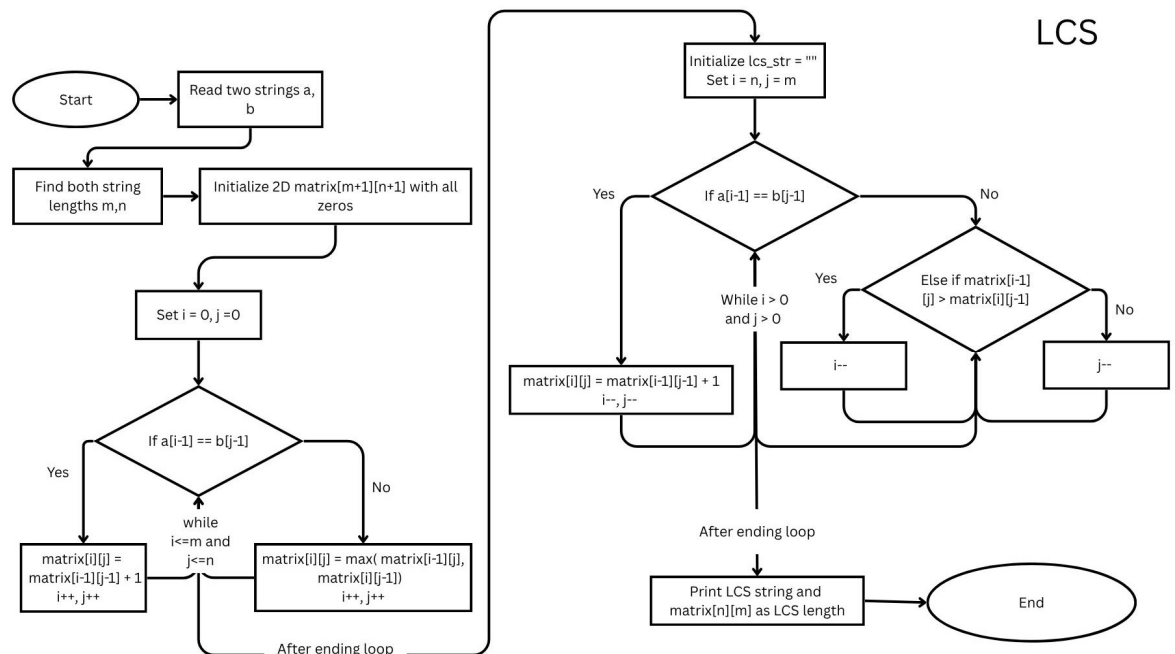 LCS
Start
Read two strings a,
b
Find both string
lengths m,n
Initialize 2D matrix[m+1][n+1] with all
zeros
Set i = 0, j =0
If a[i-1] == b[j-1]
Yes
No
while
i<=m and
j<=n
matrix[i][j] =
matrix[i-1][j-1] + 1
i++, j++
matrix[i][j] = max( matrix[i-1][j],
matrix[i][j-1])
i++, j++
After ending loop
Initialize lcs_str = ""
Set i = n, j = m
If a[i-1] == b[j-1]
Yes
No
matrix[i][j] = matrix[i-1][j-1] + 1
i--, j--
While i > 0
and j > 0
Else if matrix[i-1]
[j] > matrix[i][j-1]
Yes
No
i--
j--
After ending loop
Print LCS string and
matrix[n][m] as LCS length
End